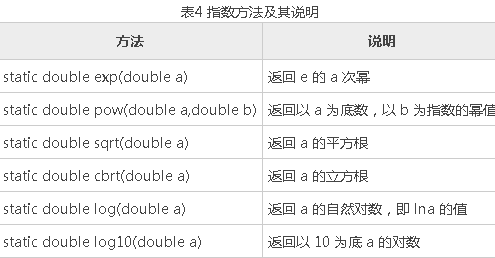 表4 指数方法及其说明
方法 说明
static double exp(double a) 返回 e 的 a 次幂
static double pow(double a,double b) 返回以 a 为底数，以 b 为指数的幂值
static double sqrt(double a) 返回 a 的平方根
static double cbrt(double a) 返回 a 的立方根
static double log(double a) 返回 a 的自然对数，即 lna 的值
static double log10(double a) 返回以 10 为底 a 的对数